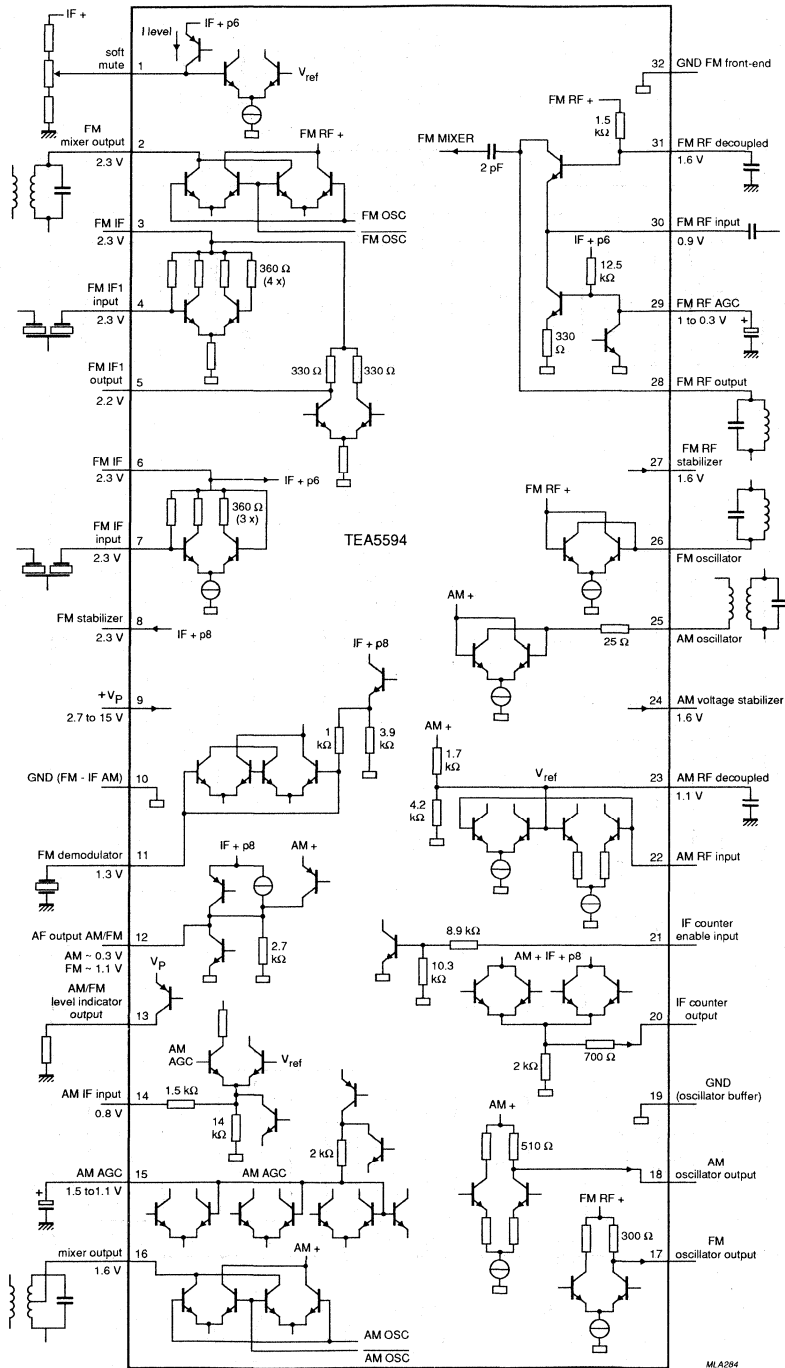 IF +
I level
IF + p6
soft
mute
1
Vref
FM
mixer output
2
2.3 V
FM RF +
FM OSC
FM OSC
FM IF
3
2.3 V
360 Ω
(4 x)
FM IF1
input
4
2.3 V
FM IF1
output
5
2.2 V
330 Ω
330 Ω
FM IF
6
2.3 V
IF + p6
360 Ω
(3 x)
FM IF
input
7
2.3 V
TEA5594
FM stabilizer
8
2.3 V
IF + p8
+VP
9
2.7 to 15 V
IF + p8
1
kΩ
3.9
kΩ
GND (FM - IF AM)
10
FM demodulator
11
1.3 V
IF + p8
AM +
AF output AM/FM
12
AM ~ 0.3 V
FM ~ 1.1 V
2.7
kΩ
VP
AM/FM
level indicator
output
13
AM
AGC
Vref
AM IF input
14
0.8 V
1.5 kΩ
14
kΩ
2 kΩ
AM AGC
15
1.5 to1.1 V
AM AGC
mixer output
16
1.6 V
AM +
AM OSC
AM OSC
32
GND FM front-end
FM RF +
1.5
kΩ
FM MIXER
2 pF
31
FM RF decoupled
1.6 V
30
FM RF input
0.9 V
IF + p6
12.5
kΩ
29
FM RF AGC
1 to 0.3 V
330
Ω
28
FM RF output
27
FM RF
stabilizer
1.6 V
FM RF +
26
FM oscillator
AM +
25
AM oscillator
25 Ω
24
AM voltage stabilizer
1.6 V
AM +
1.7
kΩ
Vref
23
AM RF decoupled
1.1 V
4.2
kΩ
22
AM RF input
21
IF counter
enable input
8.9 kΩ
10.3
kΩ
AM + IF + p8
20
IF counter
output
2 kΩ
700 Ω
19
GND
(oscillator buffer)
AM +
510Ω
18
AM
oscillator output
FM RF +
300Ω
17
FM
oscillator output
MLA284